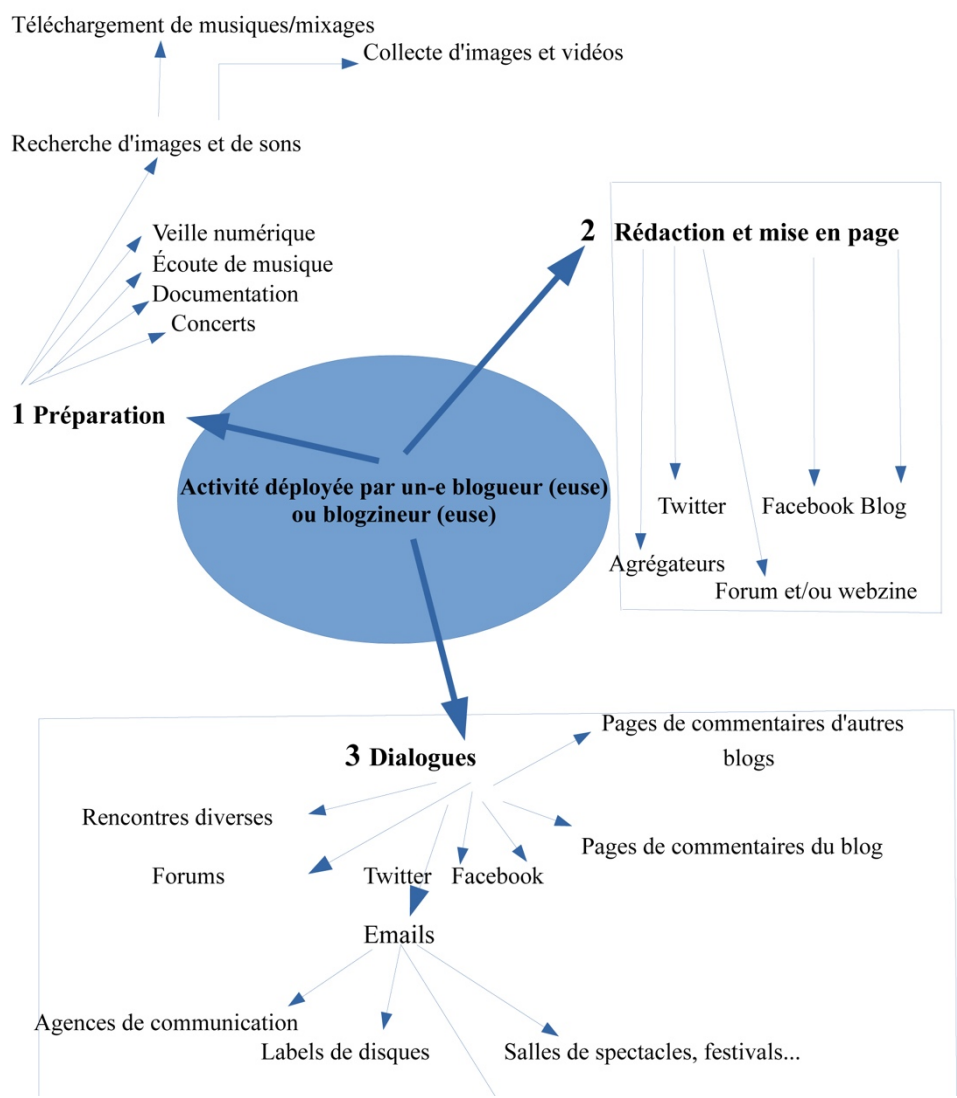 Téléchargement de musiques/mixages
Collecte d'images et vidéos
Recherche d'images et de sons
Veille numérique
Écoute de musique
Documentation
Concerts
1 Préparation
2 Rédaction et mise en page
Twitter
Facebook Blog
Agrégateurs
Forum et/ou webzine
Activité déployée par un-e blogueur (euse)
ou blogzineur (euse)
3 Dialogues
Pages de commentaires d'autres
blogs
Rencontres diverses
Pages de commentaires du blog
Forums
Twitter
Facebook
Emails
Agences de communication
Labels de disques
Salles de spectacles, festivals...